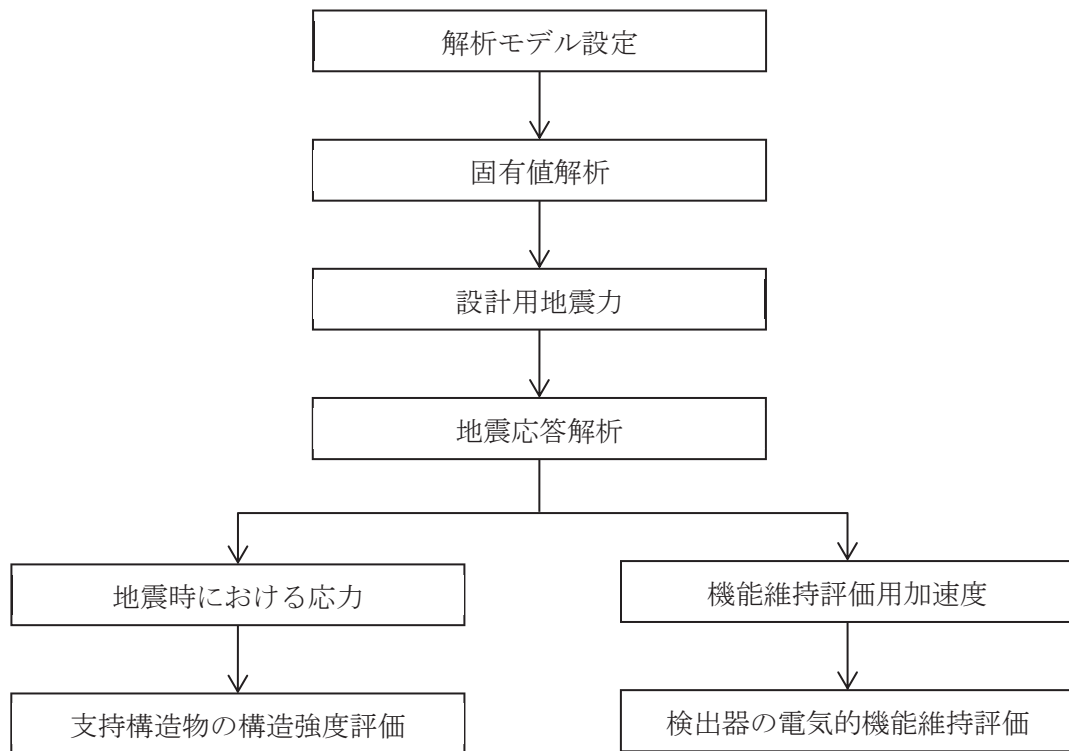 解析モデル設定
固有値解析
設計用地震力
地震応答解析
地震時における応力
機能維持評価用加速度
支持構造物の構造強度評価
検出器の電気的機能維持評価